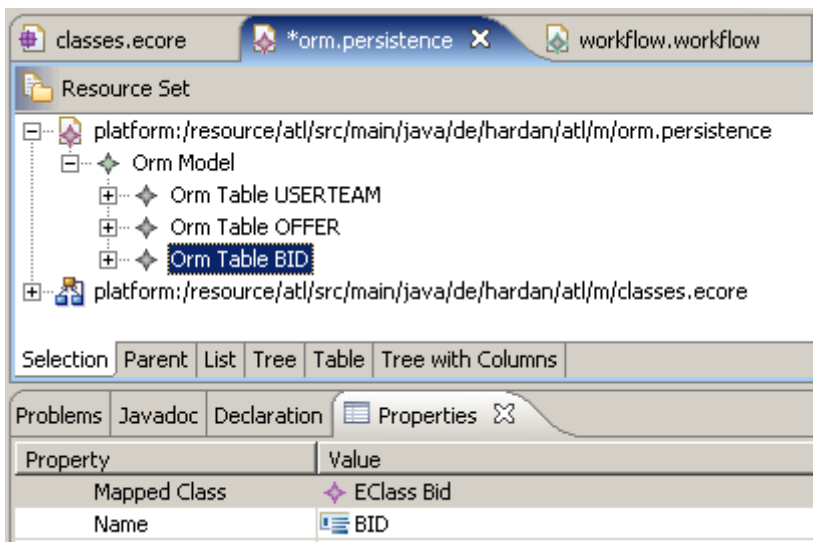 classes.ecore *orm.persistence workflow.workflow
Resource Set
platform:/resource/atl/src/main/java/de/hardan/atl/m/orm.persistence
Orm Model
Orm Table USERTEAM
Orm Table OFFER
Orm Table BID
platform:/resource/atl/src/main/java/de/hardan/atl/m/classes.ecore
Selection Parent List Tree Table Tree with Columns
Problems Javadoc Declaration Properties
Property Value
Mapped Class EClass Bid
Name BID